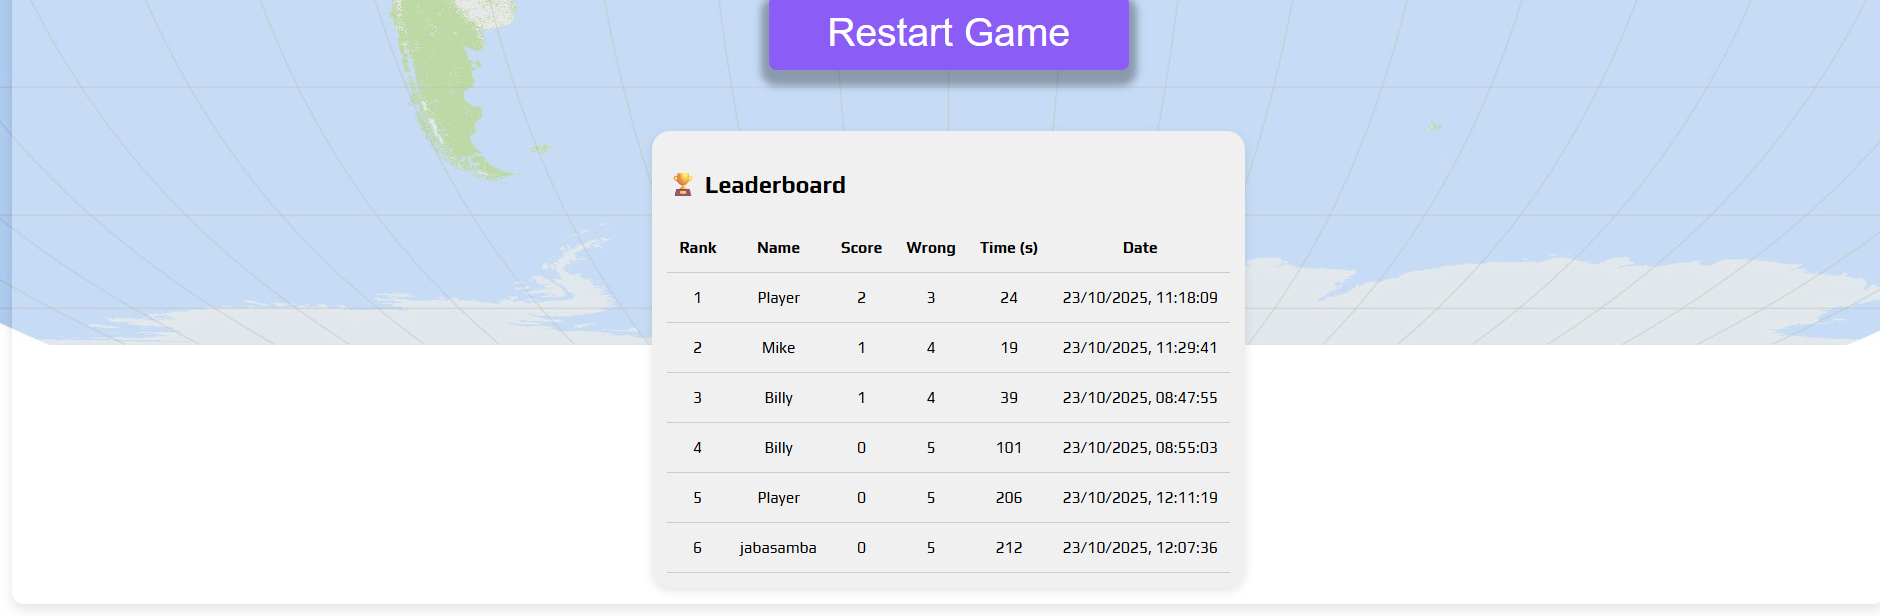 Restart Game
🏆 Leaderboard
Rank Name Score Wrong Time (s) Date
1 Player 2 3 24 23/10/2025, 11:18:09
2 Mike 1 4 19 23/10/2025, 11:29:41
3 Billy 1 4 39 23/10/2025, 08:47:55
4 Billy 0 5 101 23/10/2025, 08:55:03
5 Player 0 5 206 23/10/2025, 12:11:19
6 jabasamba 0 5 212 23/10/2025, 12:07:36